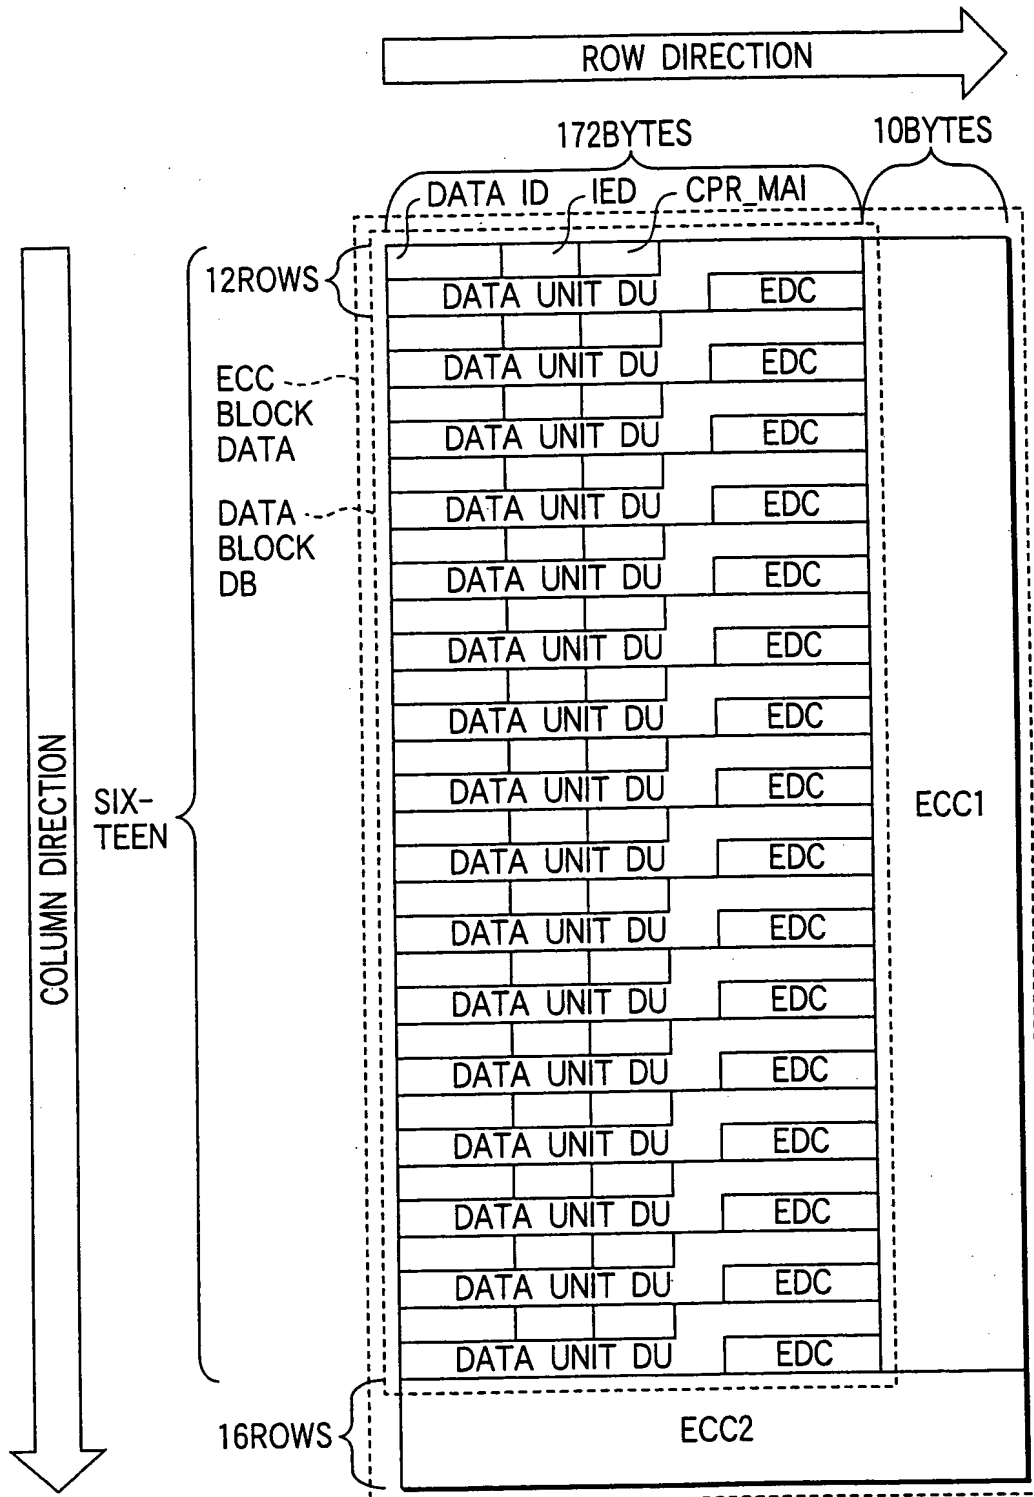 ROW DIRECTION
172BYTES
10BYTES
DATA ID
IED
CPR_MAI
12ROWS
DATA UNIT DU
EDC
DATA UNIT DU
EDC
ECC
BLOCK
DATA
DATA UNIT DU
EDC
DATA UNIT DU
EDC
DATA
BLOCK
DB
DATA UNIT DU
EDC
DATA UNIT DU
EDC
DATA UNIT DU
EDC
COLUMN DIRECTION
SIX-
TEEN
DATA UNIT DU
EDC
ECC1
DATA UNIT DU
EDC
DATA UNIT DU
EDC
DATA UNIT DU
EDC
DATA UNIT DU
EDC
DATA UNIT DU
EDC
DATA UNIT DU
EDC
DATA UNIT DU
EDC
DATA UNIT DU
EDC
16ROWS
ECC2